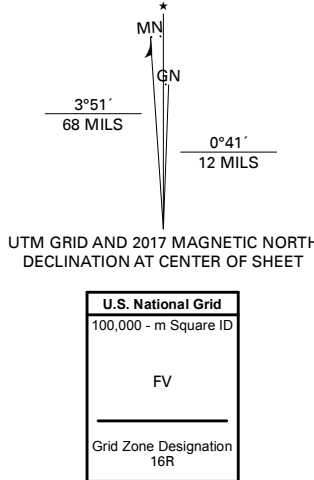 ★
MN
GN
3°51´
68 MILS
0°41´
12 MILS
UTM GRID AND 2017 MAGNETIC NORTH
DECLINATION AT CENTER OF SHEET
U.S. National Grid
100,000 - m Square ID
FV
Grid Zone Designation
16R